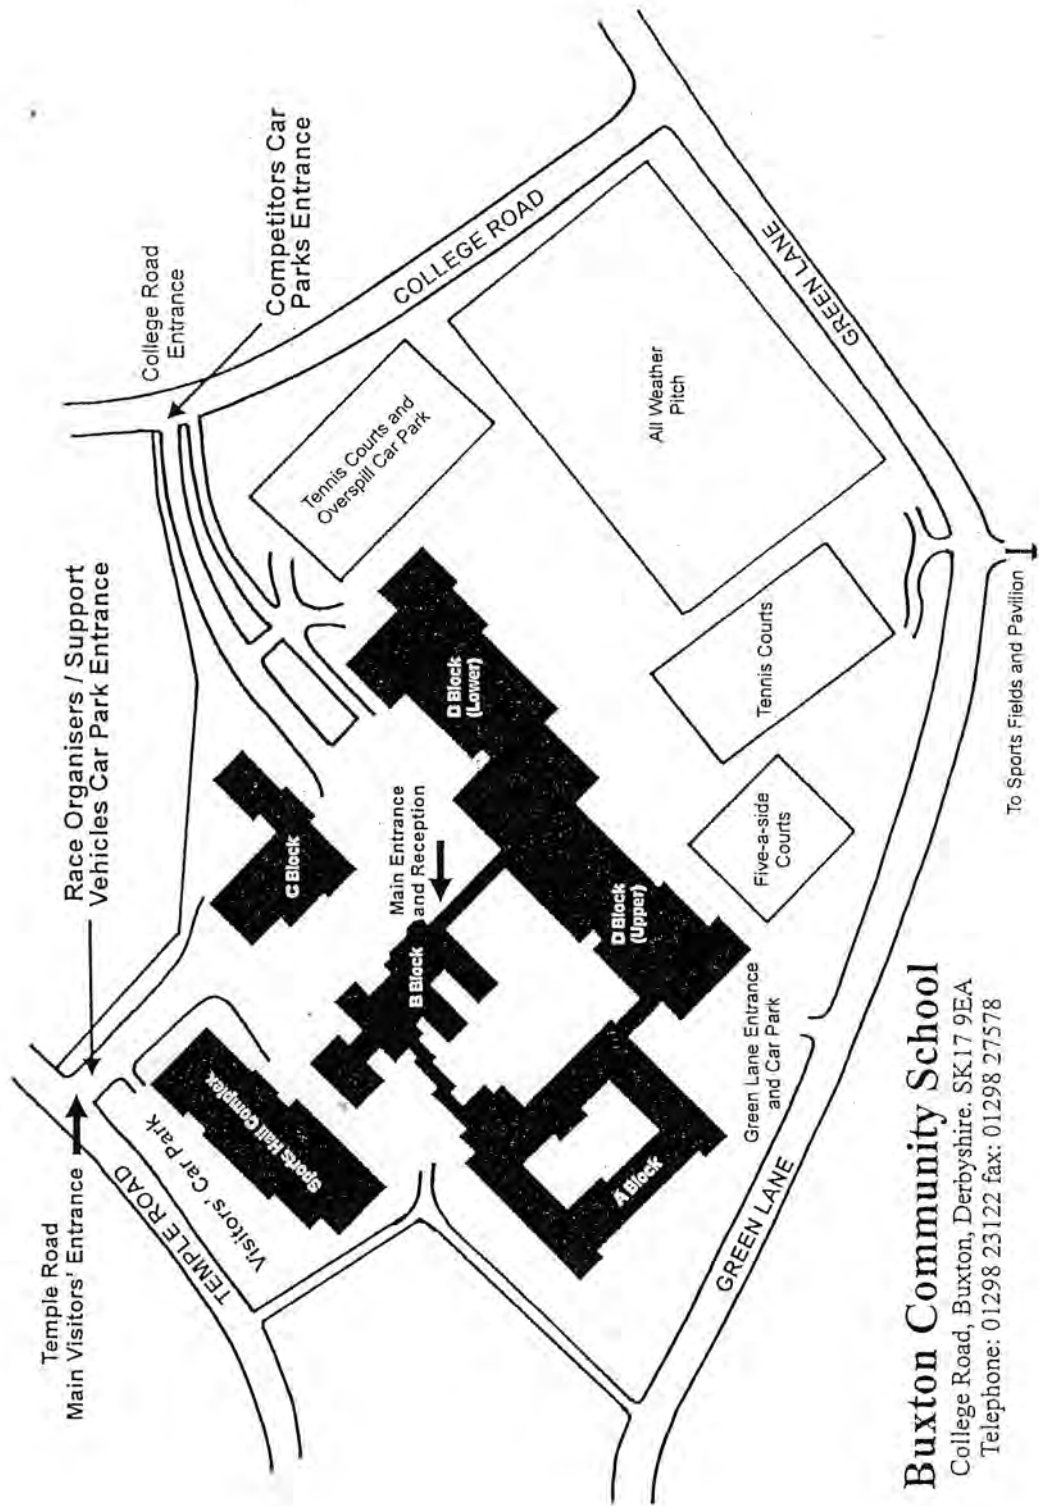 Temple Road
Main Visitors' Entrance
Race Organisers / Support
Vehicles Car Park Entrance
College Road
Entrance
Competitors Car
Parks Entrance
TEMPLE ROAD
Visitors' Car Park
Sports Hall Complex
C Block
COLLEGE ROAD
Tennis Courts and
Overspill Car Park
Main Entrance
and Reception
B Block
D Block
(Lower)
All Weather
Pitch
GREEN LANE
D Block
(Upper)
Tennis Courts
Five-a-side
Courts
A Block
Green Lane Entrance
and Car Park
GREEN LANE
To Sports Fields and Pavilion
Buxton Community School
College Road, Buxton, Derbyshire, SK17 9EA
Telephone: 01298 23122 fax: 01298 27578